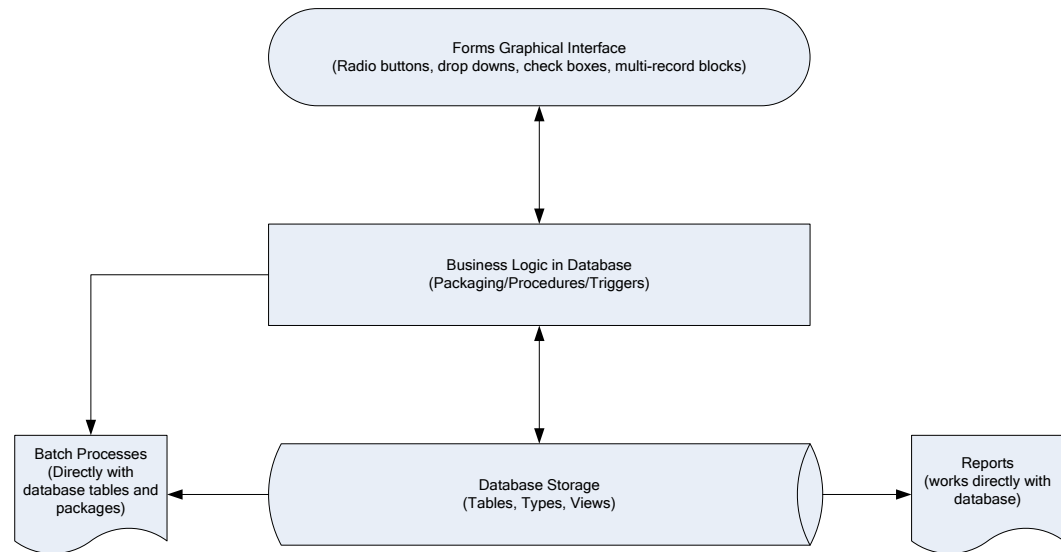 Forms Graphical Interface
(Radio buttons, drop downs, check boxes, multi-record blocks)
Business Logic in Database
(Packaging/Procedures/Triggers)
Batch Processes
(Directly with
database tables and
packages)
Database Storage
(Tables, Types, Views)
Reports
(works directly with
database)